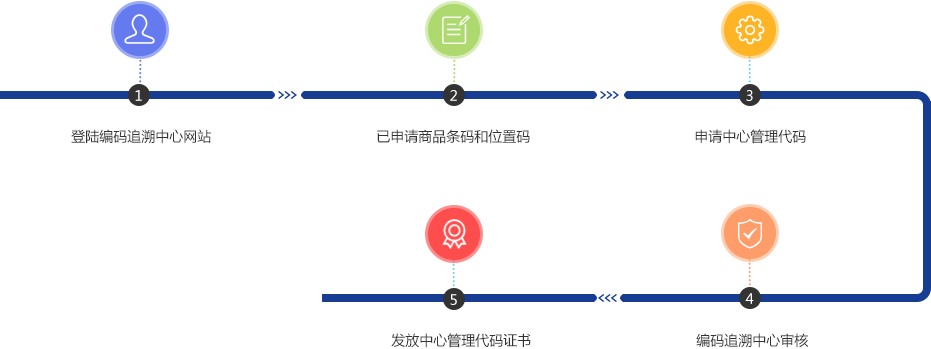 1
登陆编码追溯中心网站
2
已申请商品条码和位置码
3
申请中心管理代码
4
编码追溯中心审核
5
发放中心管理代码证书